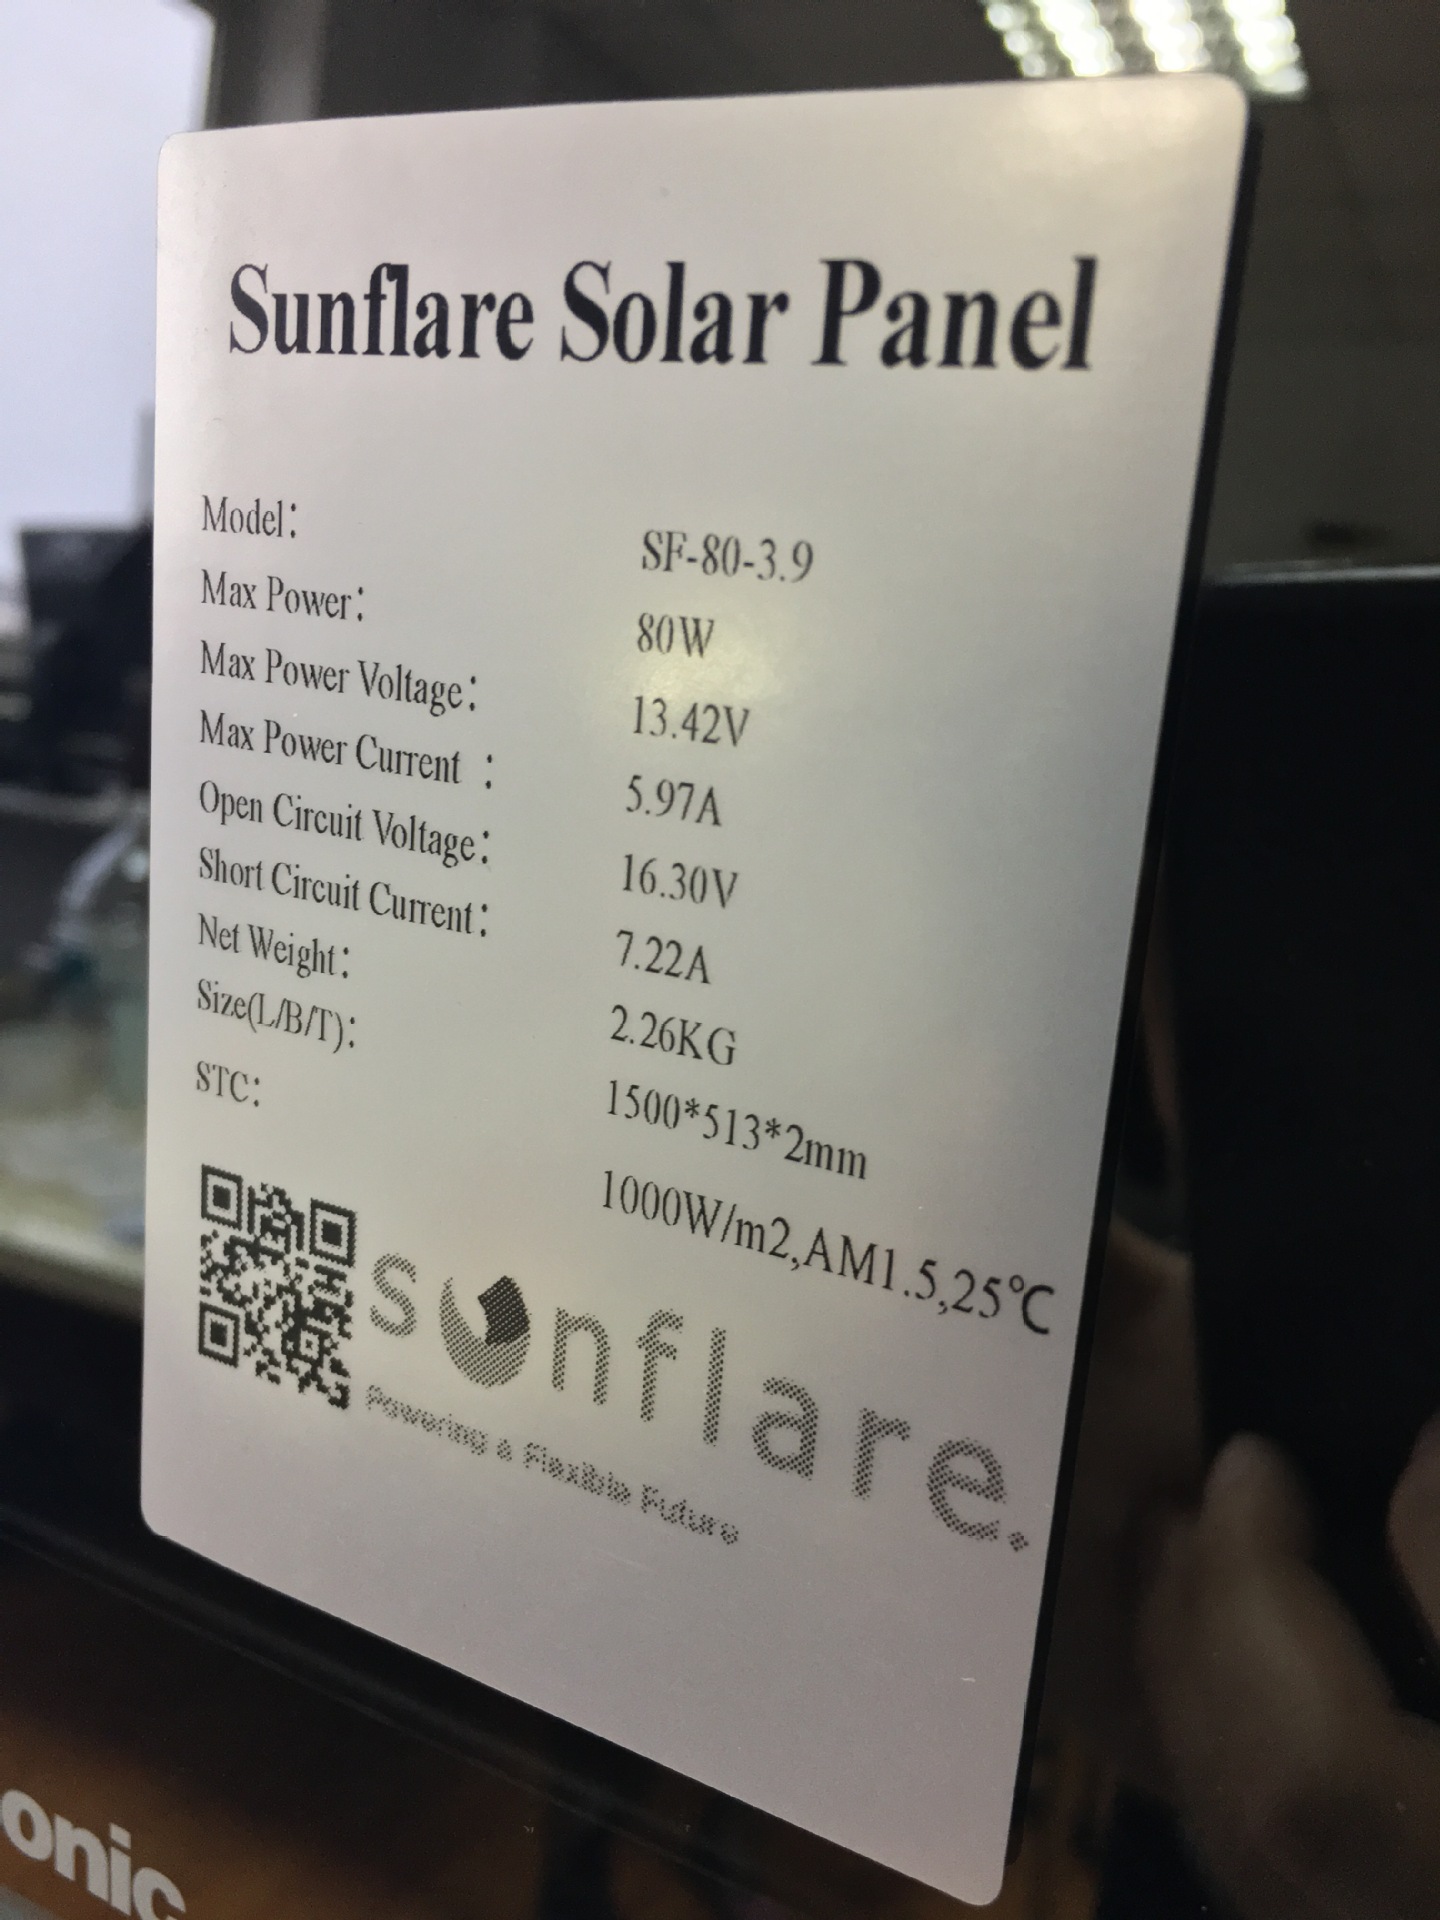 Sunflare Solar Panel
Model: SF-80-3.9
Max Power: 80W
Max Power Voltage: 13.42V
Max Power Current : 5.97A
Open Circuit Voltage: 16.30V
Short Circuit Current: 7.22A
Net Weight: 2.26KG
Size(L/B/T): 1500*513*2mm
STC: 1000W/m2,AM1.5,25℃
sunflare.
Powering a Flexible Future
onic